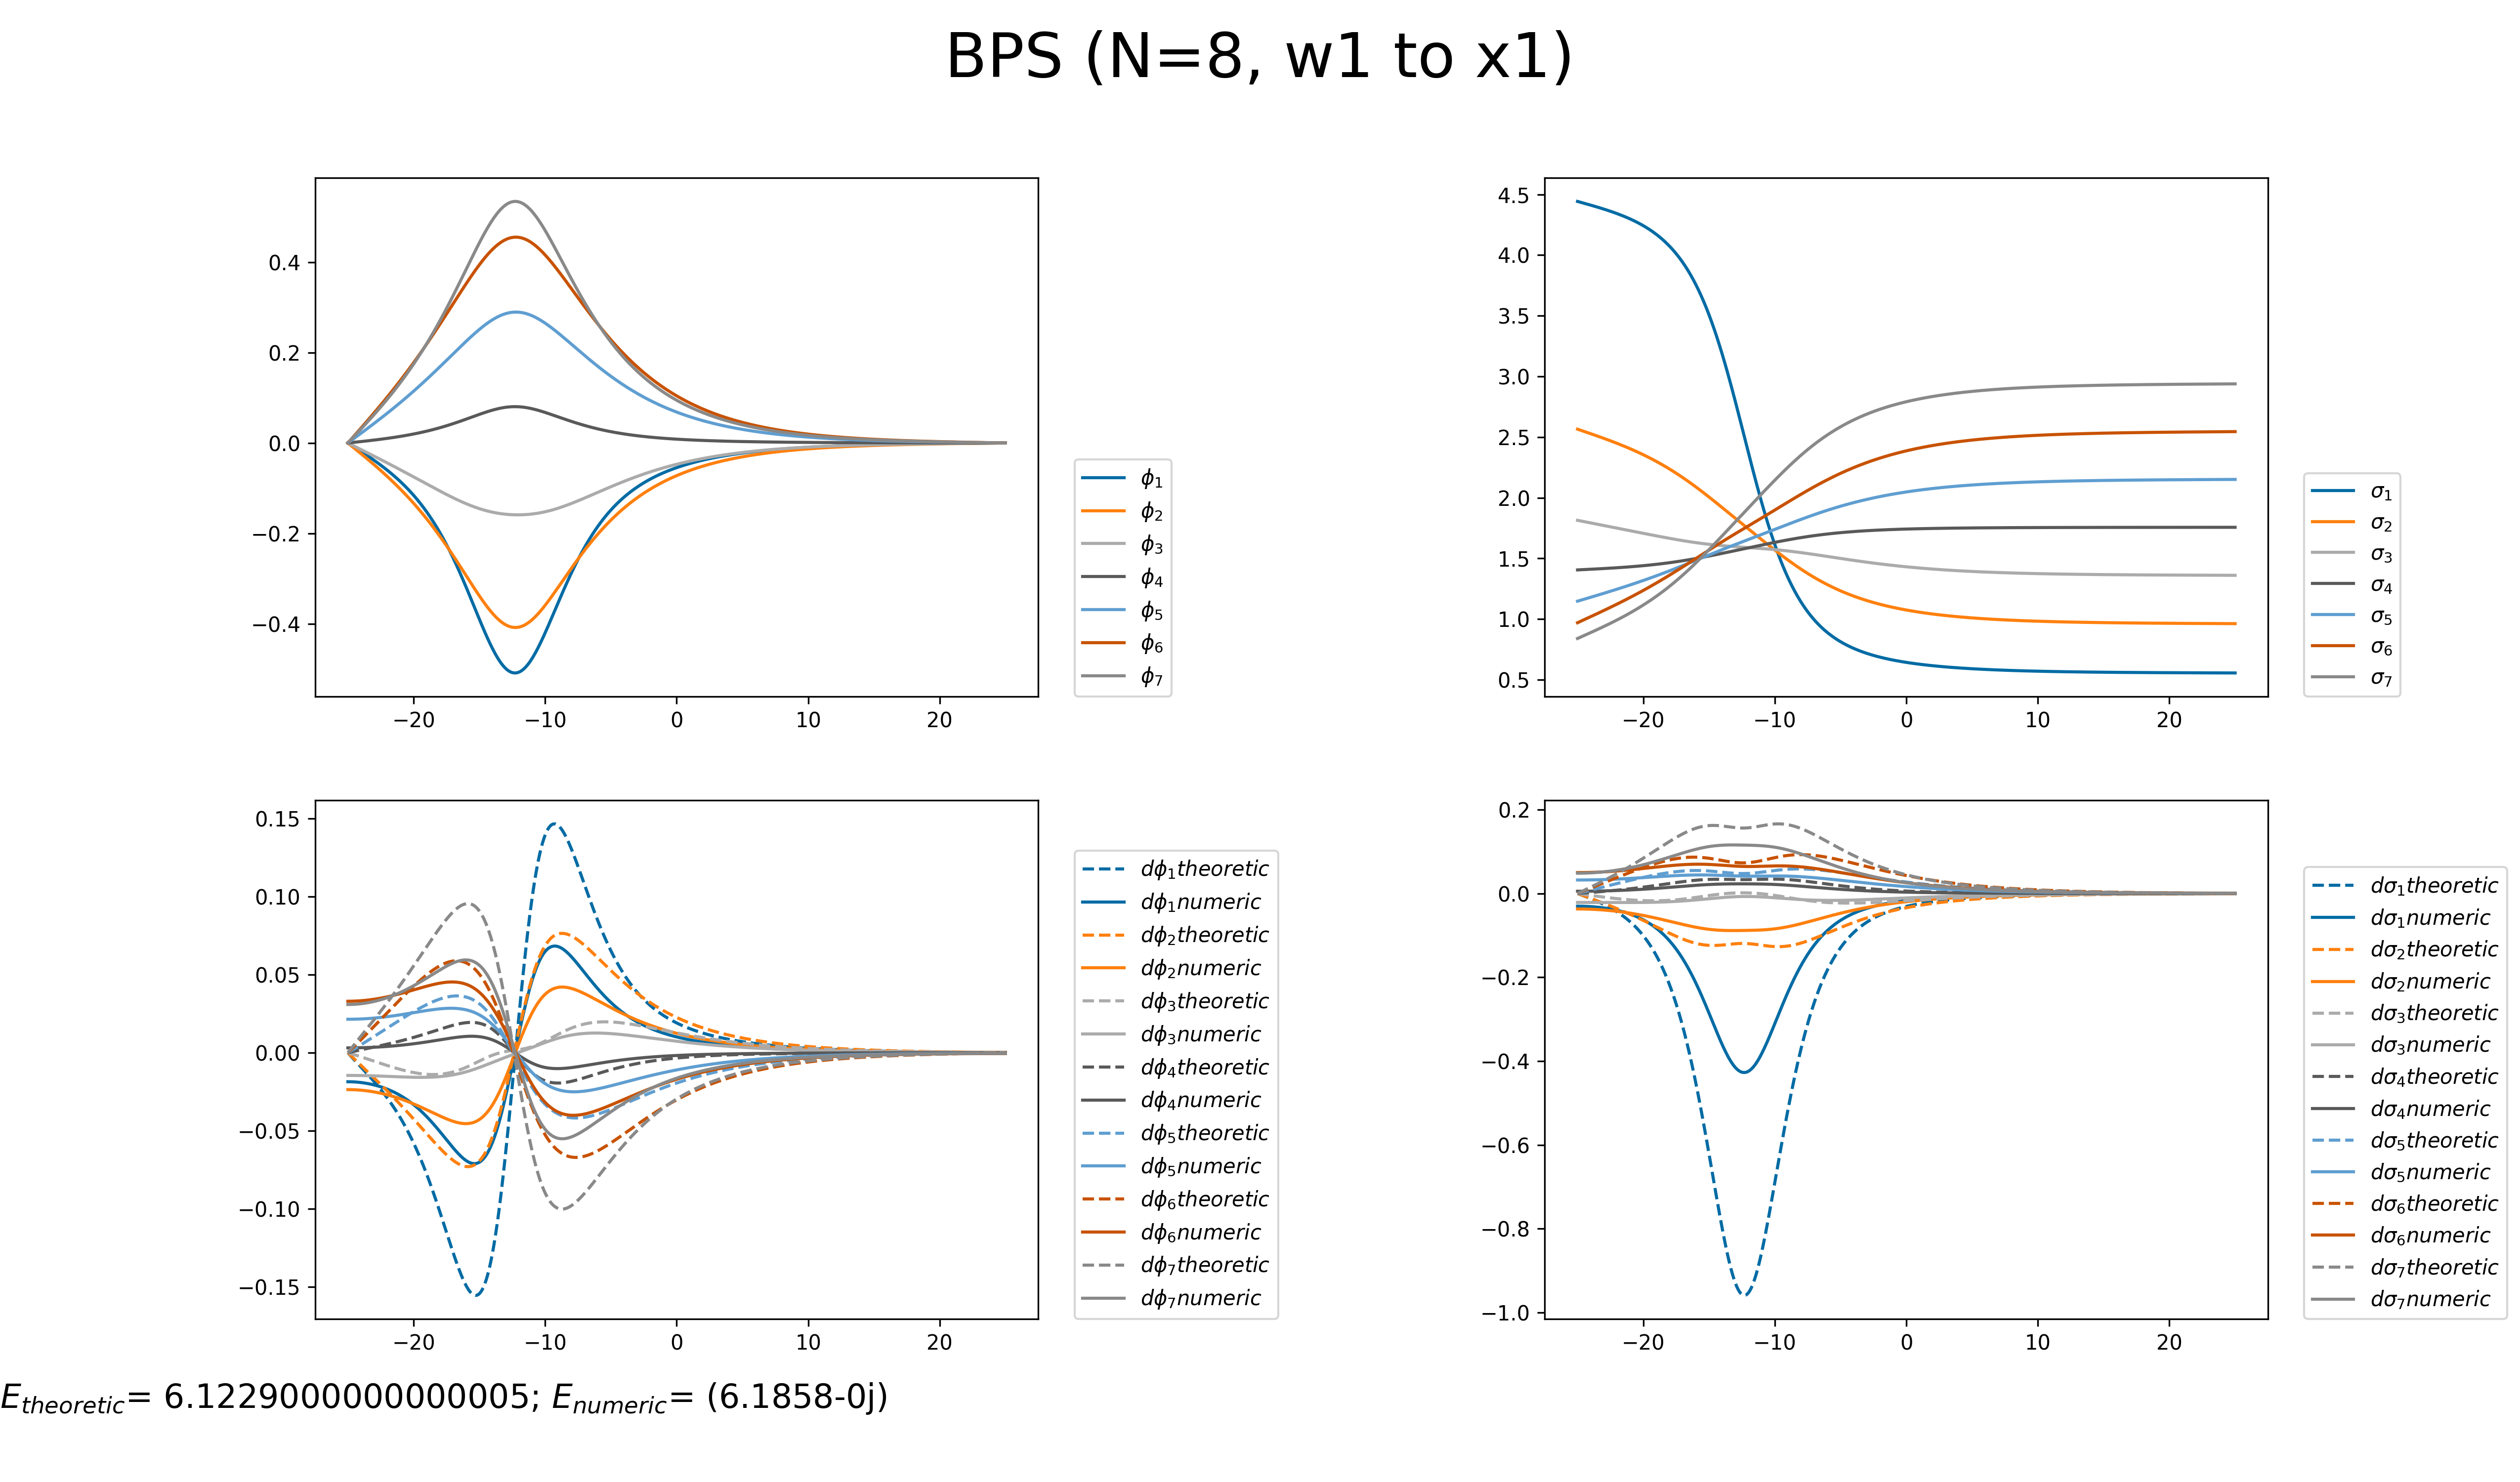 BPS (N=8, w1 to x1)
0.4
0.2
0.0
−0.2
−0.4
−20
−10
0
10
20
ϕ₁
ϕ₂
ϕ₃
ϕ₄
ϕ₅
ϕ₆
ϕ₇
4.5
4.0
3.5
3.0
2.5
2.0
1.5
1.0
0.5
−20
−10
0
10
20
σ₁
σ₂
σ₃
σ₄
σ₅
σ₆
σ₇
0.15
0.10
0.05
0.00
−0.05
−0.10
−0.15
−20
−10
0
10
20
dϕ₁theoretic
dϕ₁numeric
dϕ₂theoretic
dϕ₂numeric
dϕ₃theoretic
dϕ₃numeric
dϕ₄theoretic
dϕ₄numeric
dϕ₅theoretic
dϕ₅numeric
dϕ₆theoretic
dϕ₆numeric
dϕ₇theoretic
dϕ₇numeric
0.2
0.0
−0.2
−0.4
−0.6
−0.8
−1.0
−20
−10
0
10
20
dσ₁theoretic
dσ₁numeric
dσ₂theoretic
dσ₂numeric
dσ₃theoretic
dσ₃numeric
dσ₄theoretic
dσ₄numeric
dσ₅theoretic
dσ₅numeric
dσ₆theoretic
dσ₆numeric
dσ₇theoretic
dσ₇numeric
E_theoretic= 6.1229000000000005; E_numeric= (6.1858-0j)